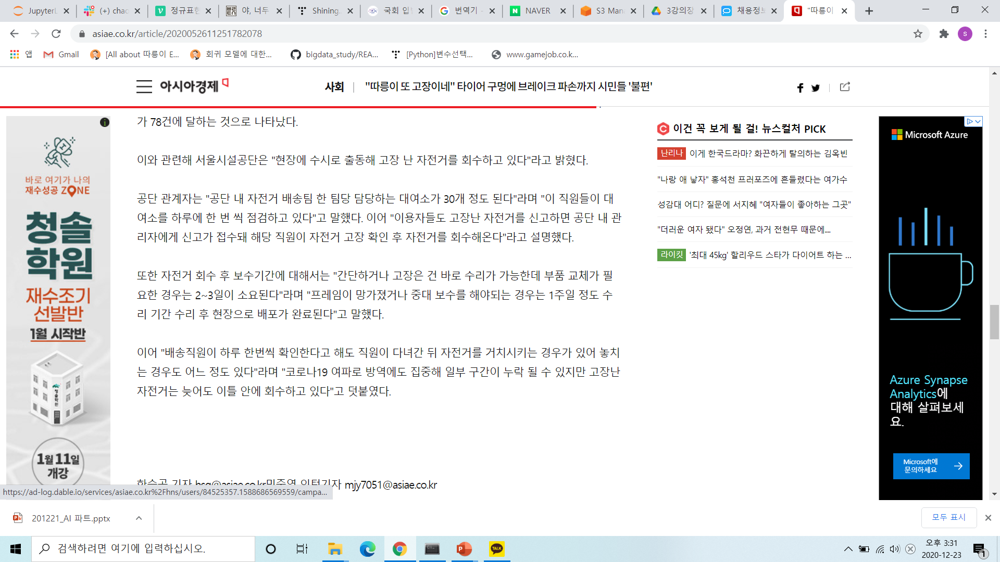 JupyterL
(+) chao
정규표현
야, 너두
Shining.
국회 입
번역기 -
NAVER
S3 Man
3강의장
채용정보
"따릉이
asiae.co.kr/article/2020052611251782078
s
앱
Gmail
[All about 따릉이 E...
회귀 모델에 대한...
bigdata_study/REA...
[Python]변수선택...
www.gamejob.co.k...
아시아경제
사회
"따릉이 또 고장이네" 타이어 구멍에 브레이크 파손까지 시민들 '불편'
가 78건에 달하는 것으로 나타났다.
이와 관련해 서울시설공단은 "현장에 수시로 출동해 고장 난 자전거를 회수하고 있다"라고 밝혔다.
공단 관계자는 "공단 내 자전거 배송팀 한 팀당 담당하는 대여소가 30개 정도 된다"라며 "이 직원들이 대
여소를 하루에 한 번 씩 점검하고 있다"고 말했다. 이어 "이용자들도 고장난 자전거를 신고하면 공단 내 관
리자에게 신고가 접수돼 해당 직원이 자전거 고장 확인 후 자전거를 회수해온다"라고 설명했다.
또한 자전거 회수 후 보수기간에 대해서는 "간단하거나 고장은 건 바로 수리가 가능한데 부품 교체가 필
요한 경우는 2~3일이 소요된다"라며 "프레임이 망가졌거나 중대 보수를 해야되는 경우는 1주일 정도 수
리 기간 수리 후 현장으로 배포가 완료된다"고 말했다.
이어 "배송직원이 하루 한번씩 확인한다고 해도 직원이 다녀간 뒤 자전거를 거치시키는 경우가 있어 놓치
는 경우도 어느 정도 있다"라며 "코로나19 여파로 방역에도 집중해 일부 구간이 누락 될 수 있지만 고장난
자전거는 늦어도 이틀 안에 회수하고 있다"고 덧붙였다.
한승곤 기자 hsg@asiae.co.kr민준영 인턴기자 mjy7051@asiae.co.kr
이건 꼭 보게 될 걸! 뉴스컬처 PICK
난리나 이게 한국드라마? 화끈하게 탈의하는 김옥빈
"나랑 애 낳자" 홍석천 프러포즈에 흔들렸다는 여가수
성감대 어디? 질문에 서지혜 "여자들이 좋아하는 그곳"
"더러운 여자 됐다" 오정연, 과거 전현무 때문에....
라이킷 '최대 45kg' 할리우드 스타가 다이어트 하는 ...
바로 여기가 나의
재수성공 ZONE
청솔
학원
재수조기
선발반
1월 시작반
청솔학원
1월 11일
개강
Microsoft Azure
Azure Synapse
Analytics에
대해 살펴보세
요.
Microsoft에
문의하세요
https://ad-log.dable.io/services/asiae.co.kr%2Fhns/users/84525357.1588686569559/campa...
201221_AI 파트.pptx
모두 표시
검색하려면 여기에 입력하십시오.
TALK
오후 3:31
2020-12-23
1